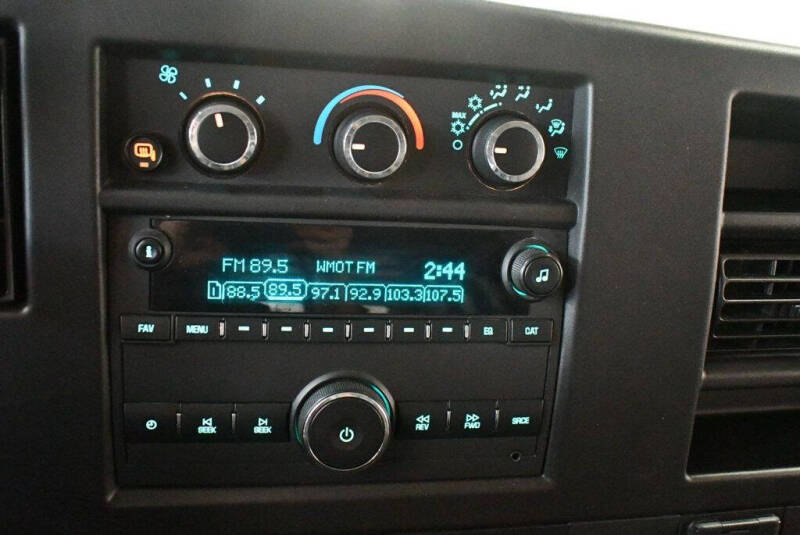 MAX
FM 89.5 WMOT FM 2:44
1 88.5 89.5 97.1 92.9 103.3 107.5
FAV MENU EQ CAT
SEEK SEEK REV FWD SRCE